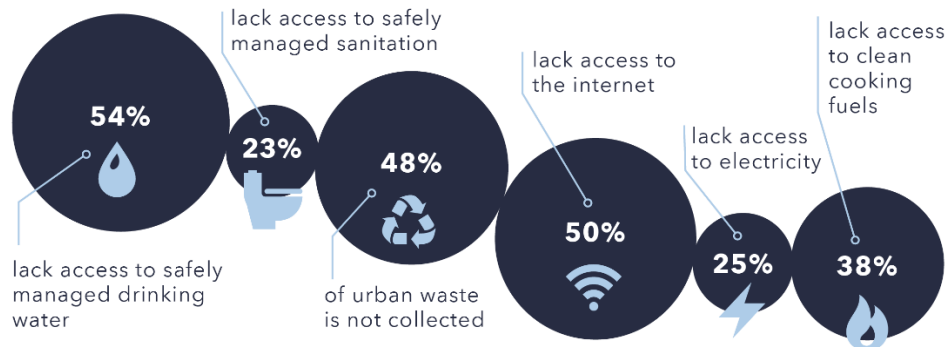 54%
lack access to safely
managed drinking
water
lack access to safely
managed sanitation
23%
48%
of urban waste
is not collected
lack access to
the internet
50%
lack access
to electricity
25%
lack access
to clean
cooking
fuels
38%